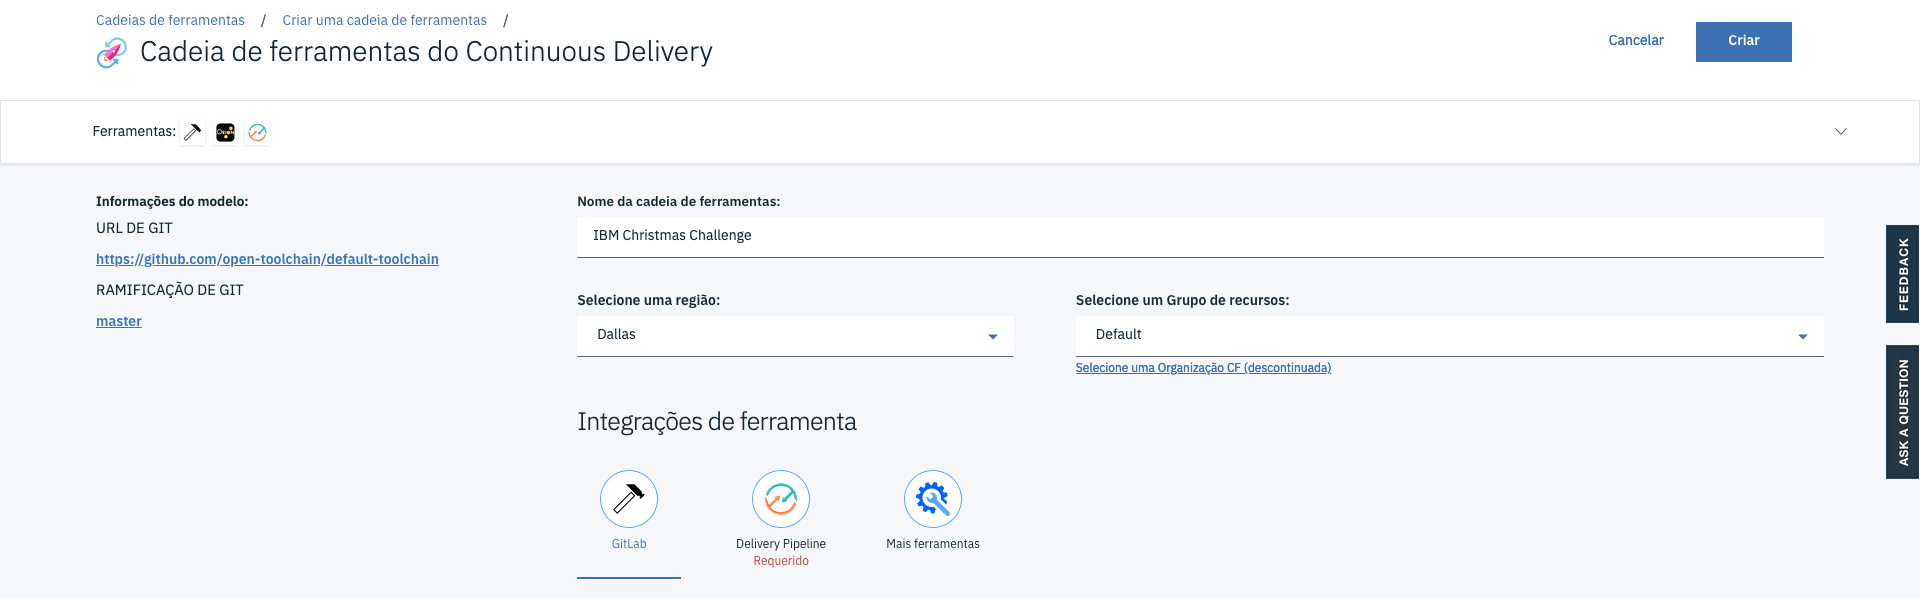 Cadeias de ferramentas / Criar uma cadeia de ferramentas /
Cadeia de ferramentas do Continuous Delivery
Cancelar
Criar
Ferramentas:
Informações do modelo:
URL DE GIT
https://github.com/open-toolchain/default-toolchain
RAMIFICAÇÃO DE GIT
master
Nome da cadeia de ferramentas:
IBM Christmas Challenge
Selecione uma região:
Dallas
Selecione um Grupo de recursos:
Default
Selecione uma Organização CF (descontinuada)
Integrações de ferramenta
GitLab
Delivery Pipeline
Requerido
Mais ferramentas
FEEDBACK
ASK A QUESTION